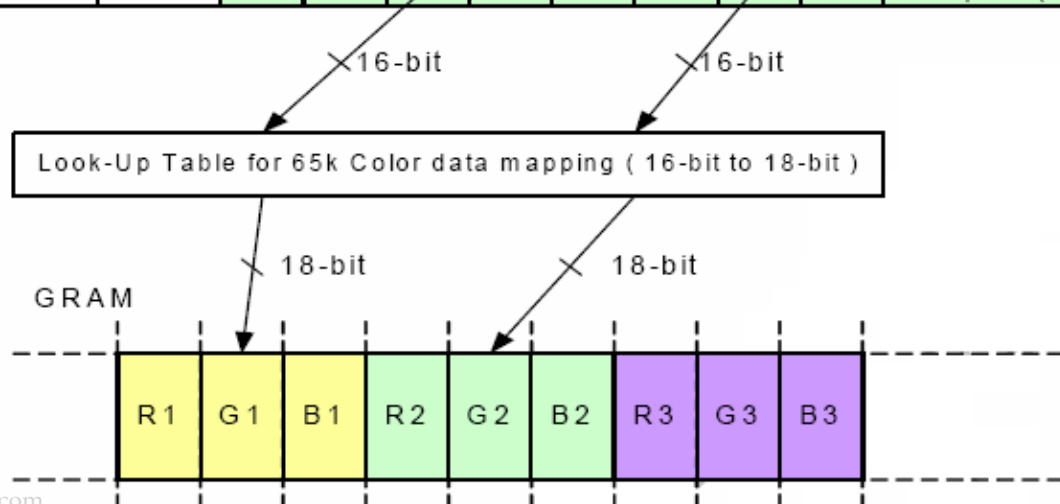 16-bit
16-bit
Look-Up Table for 65k Color data mapping ( 16-bit to 18-bit )
18-bit
18-bit
GRAM
R1 G1 B1 R2 G2 B2 R3 G3 B3
com